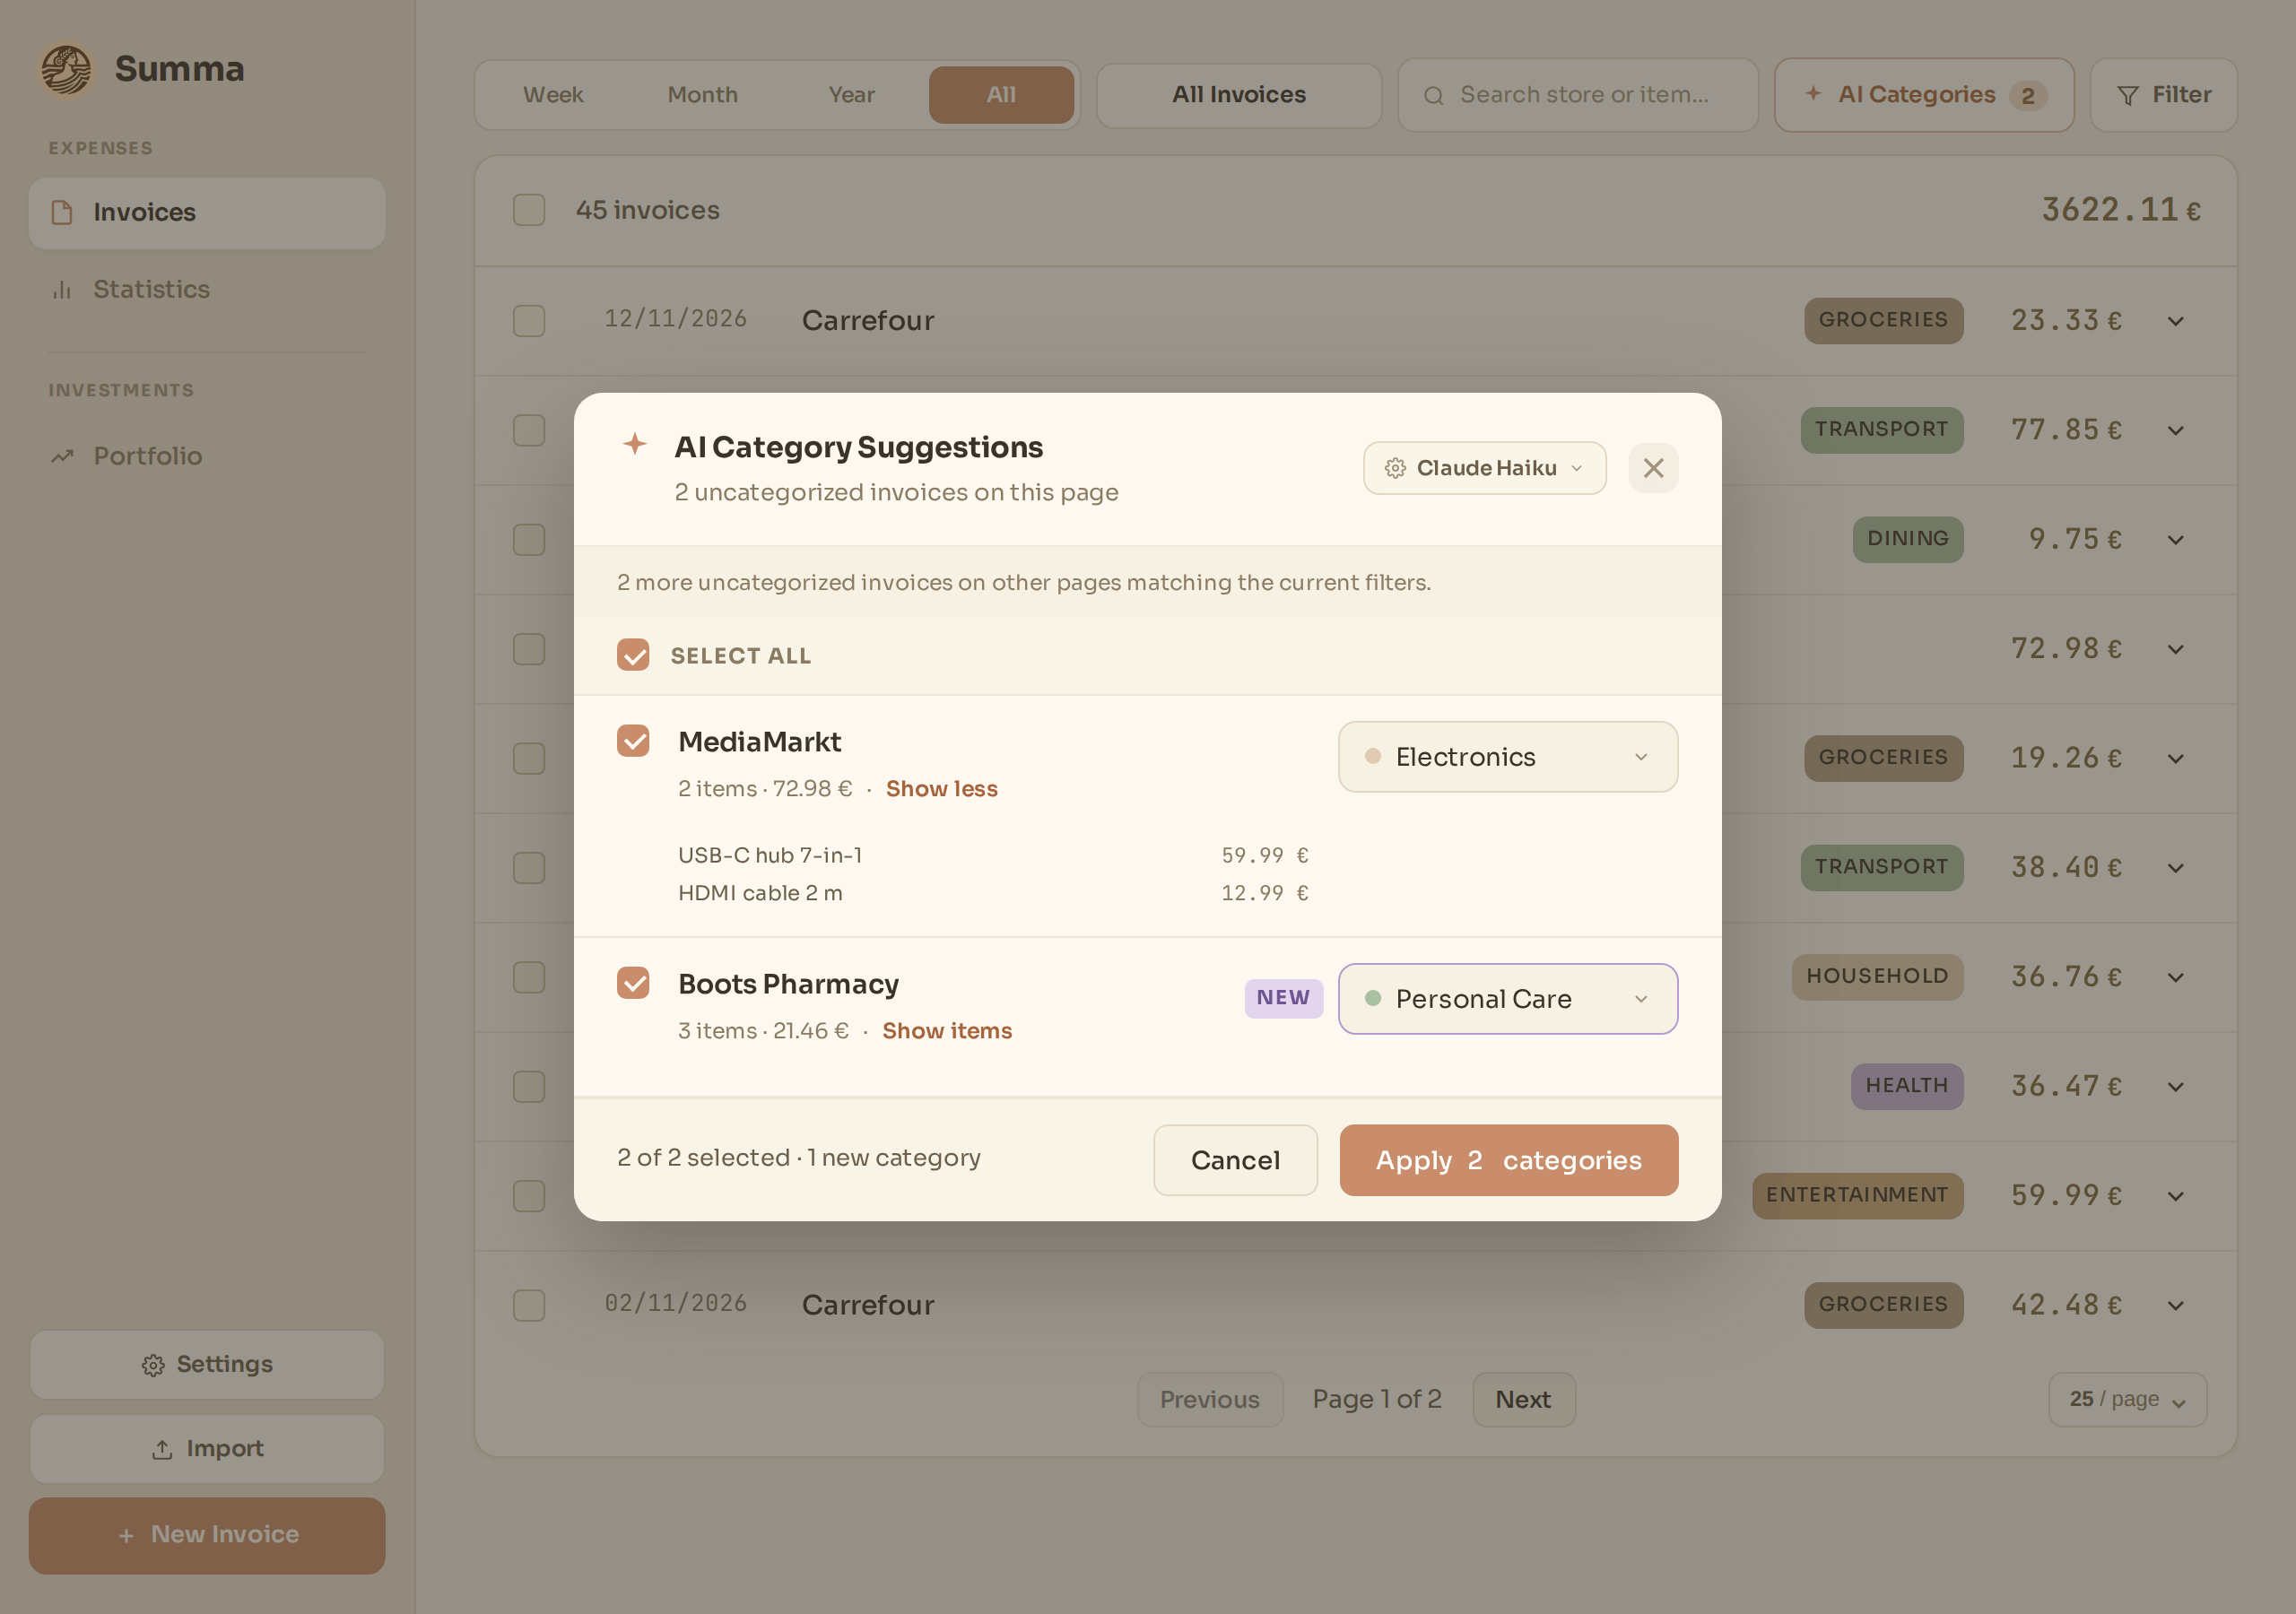 Summa
EXPENSES
Invoices
Statistics
INVESTMENTS
Portfolio
Settings
Import
+ New Invoice
Week Month Year All
All Invoices
Search store or item...
AI Categories 2
Filter
45 invoices 3622.11 €
12/11/2026 Carrefour GROCERIES 23.33 €
TRANSPORT 77.85 €
DINING 9.75 €
72.98 €
GROCERIES 19.26 €
TRANSPORT 38.40 €
HOUSEHOLD 36.76 €
HEALTH 36.47 €
ENTERTAINMENT 59.99 €
02/11/2026 Carrefour GROCERIES 42.48 €
Previous Page 1 of 2 Next
25 / page
AI Category Suggestions
2 uncategorized invoices on this page
Claude Haiku
2 more uncategorized invoices on other pages matching the current filters.
SELECT ALL
MediaMarkt
2 items · 72.98 € · Show less
Electronics
USB-C hub 7-in-1 59.99 €
HDMI cable 2 m 12.99 €
Boots Pharmacy
3 items · 21.46 € · Show items
NEW
Personal Care
2 of 2 selected · 1 new category
Cancel
Apply 2 categories